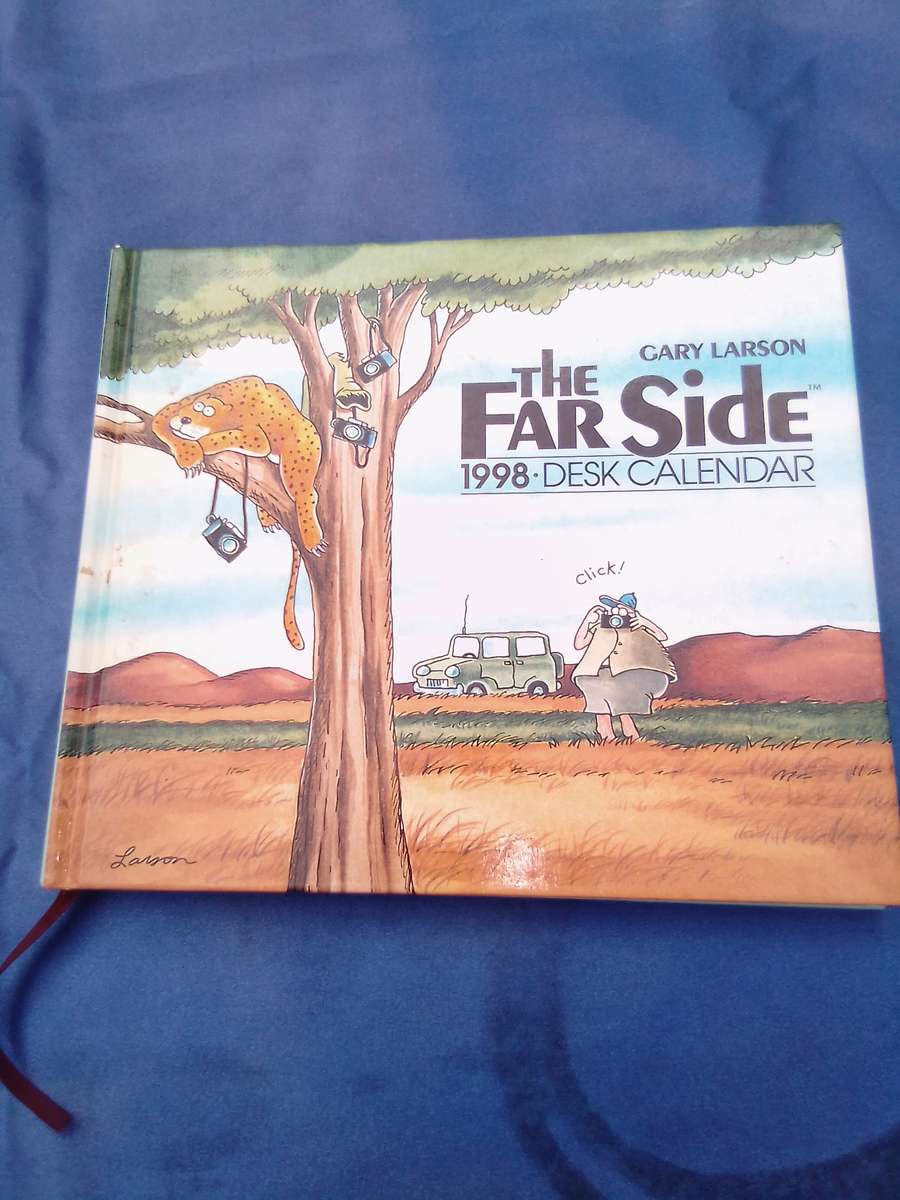 GARY LARSON
THE
FAR SIDE™
1998·DESK CALENDAR
Click!
Larson